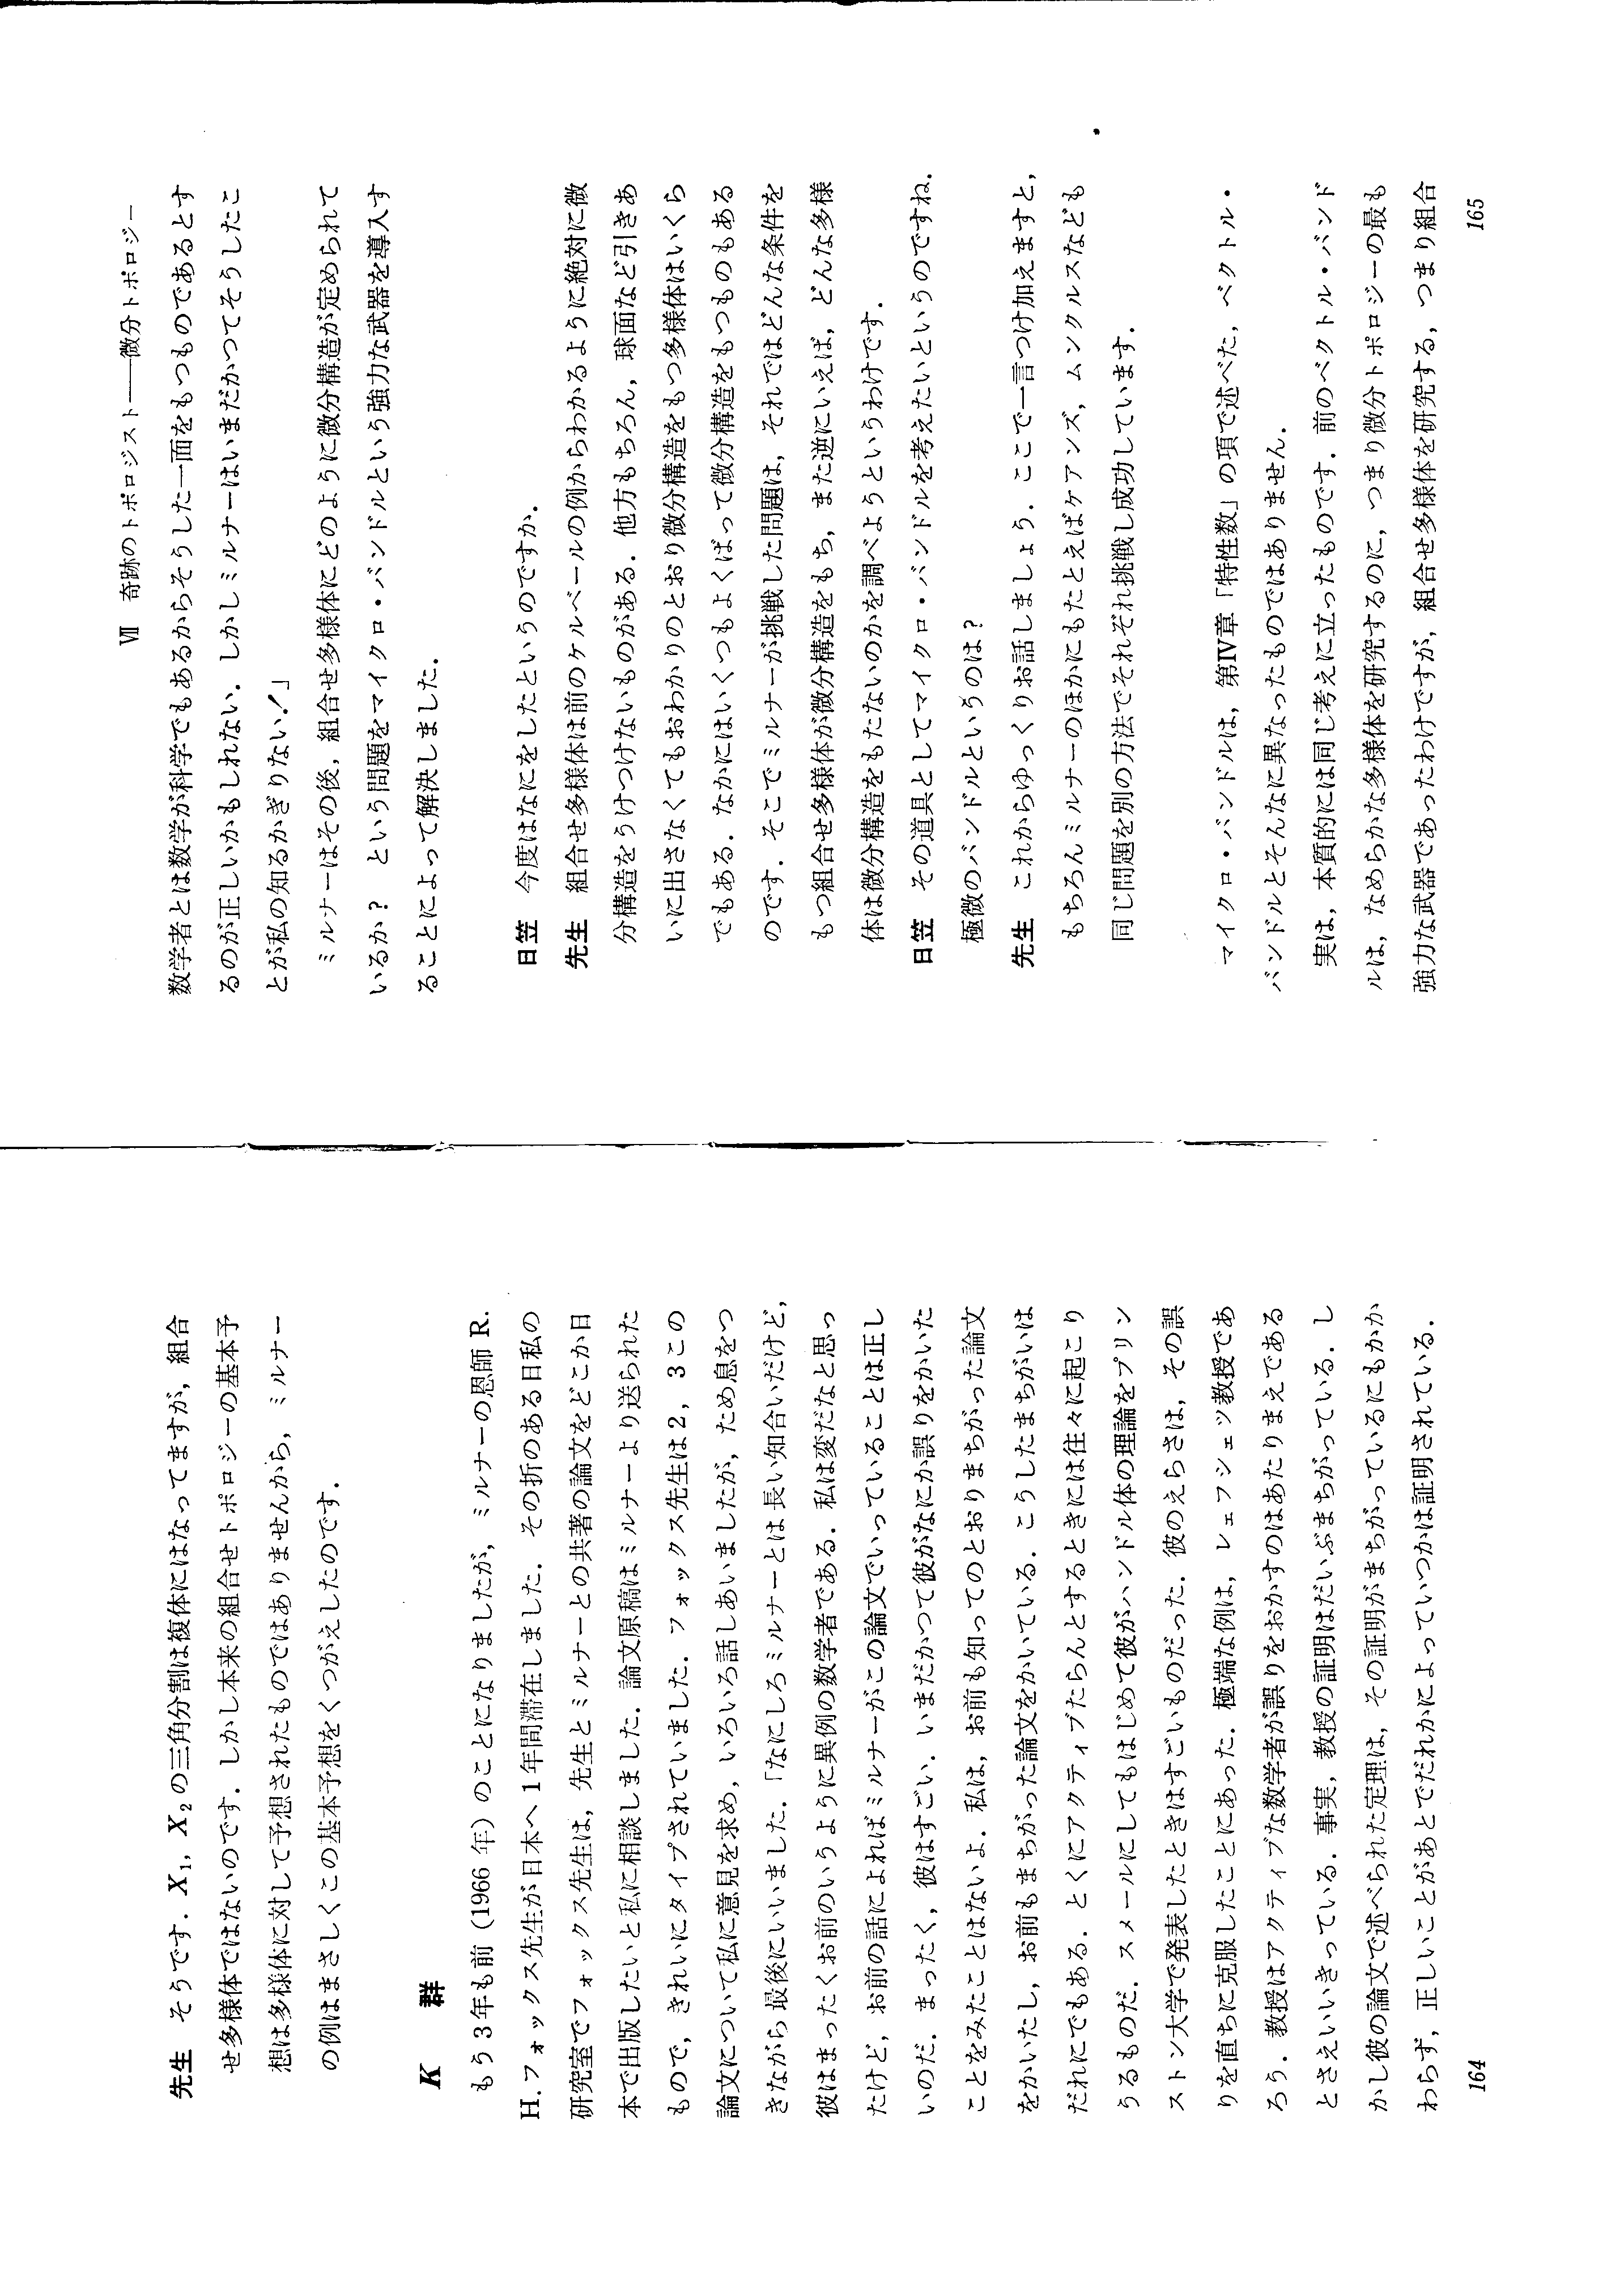 先生　そうです．X₁, X₂の三角分割は複体にはなってますが，組合
せ多様体ではないのです．しかし本来の組合せトポロジーの基本予
想は多様体に対して予想されたものではありませんから，ミルナー
の例はまさしくこの基本予想をくつがえしたのです．
K　群
もう3年も前（1966年）のことになりましたが，ミルナーの恩師 R.
H. フォックス先生が日本へ1年間滞在しました．その折のある日私の
研究室でフォックス先生は，先生とミルナーとの共著の論文をどこか日
本で出版したいと私に相談しました．論文原稿はミルナーより送られた
もので，きれいにタイプされていました．フォックス先生は2，3この
論文について私に意見を求め，いろいろ話しあいましたが，ため息をつ
きながら最後にいいました．「なにしろミルナーとは長い知合いだけど，
彼はまったくお前のいうように異例の数学者である．私は変だなと思っ
たけど，お前の話によればミルナーがこの論文でいっていることは正し
いのだ．まったく，彼はすごい．いまだかつて彼がなにか誤りをかいた
ことをみたことはないよ．私は，お前も知ってのとおりまちがった論文
をかいたし，お前もまちがった論文をかいている．こうしたまちがいは
だれにでもある．とくにアクティブたらんとするときには往々に起こり
うるものだ．スメールにしてもはじめて彼がハンドル体の理論をプリン
ストン大学で発表したときはすごいものだった．彼のえらさは，その誤
りを直ちに克服したことにあった．極端な例は，レェフシェッツ教授であ
ろう．教授はアクティブな数学者が誤りをおかすのはあたりまえである
とさえいいきっている．事実，教授の証明はだいぶまちがっている．し
かし彼の論文で述べられた定理は，その証明がまちがっているにもかか
わらず，正しいことがあとでだれかによっていつかは証明されている．
164
Ⅶ　奇跡のトポロジスト——微分トポロジー
数学者とは数学が科学でもあるからそうした一面をもつものであるとす
るのが正しいかもしれない．しかしミルナーはいまだかつてそうしたこ
とが私の知るかぎりない！」
ミルナーはその後，組合せ多様体にどのように微分構造が定められて
いるか？　という問題をマイクロ・バンドルという強力な武器を導入す
ることによって解決しました．
日笠　今度はなにをしたというのですか．
先生　組合せ多様体は前のケルベールの例からわかるように絶対に微
分構造をうけつけないものがある．他方もちろん，球面など引きあ
いに出さなくてもおわかりのとおり微分構造をもつ多様体はいくら
でもある．なかにはいくつもよくばって微分構造をもつものもある
のです．そこでミルナーが挑戦した問題は，それではどんな条件を
もつ組合せ多様体が微分構造をもち，また逆にいえば，どんな多様
体は微分構造をもたないのかを調べようというわけです．
日笠　その道具としてマイクロ・バンドルを考えたいというのですね．
極微のバンドルというのは？
先生　これからゆっくりお話しましょう．ここで一言つけ加えますと，
もちろんミルナーのほかにもたとえばケアンズ，ムンクルスなども
同じ問題を別の方法でそれぞれ挑戦し成功しています．
マイクロ・バンドルは，第Ⅳ章「特性数」の項で述べた，ベクトル・
バンドルとそんなに異なったものではありません．
実は，本質的には同じ考えに立ったものです．前のベクトル・バンド
ルは，なめらかな多様体を研究するのに，つまり微分トポロジーの最も
強力な武器であったわけですが，組合せ多様体を研究する，つまり組合
165